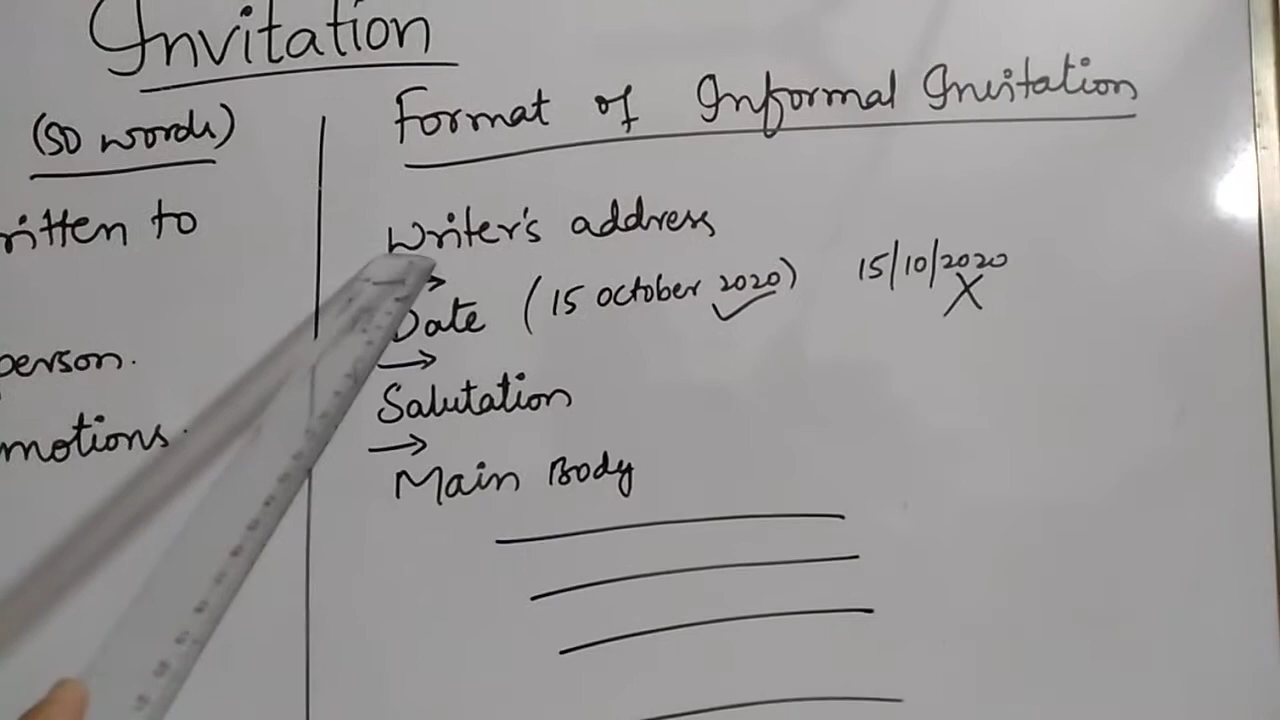 Invitation
(50 words)
ritten to
person.
motions.
Format of Informal Invitation
Writer's address
Date (15 October 2020) 15/10/2020
Salutation
Main Body